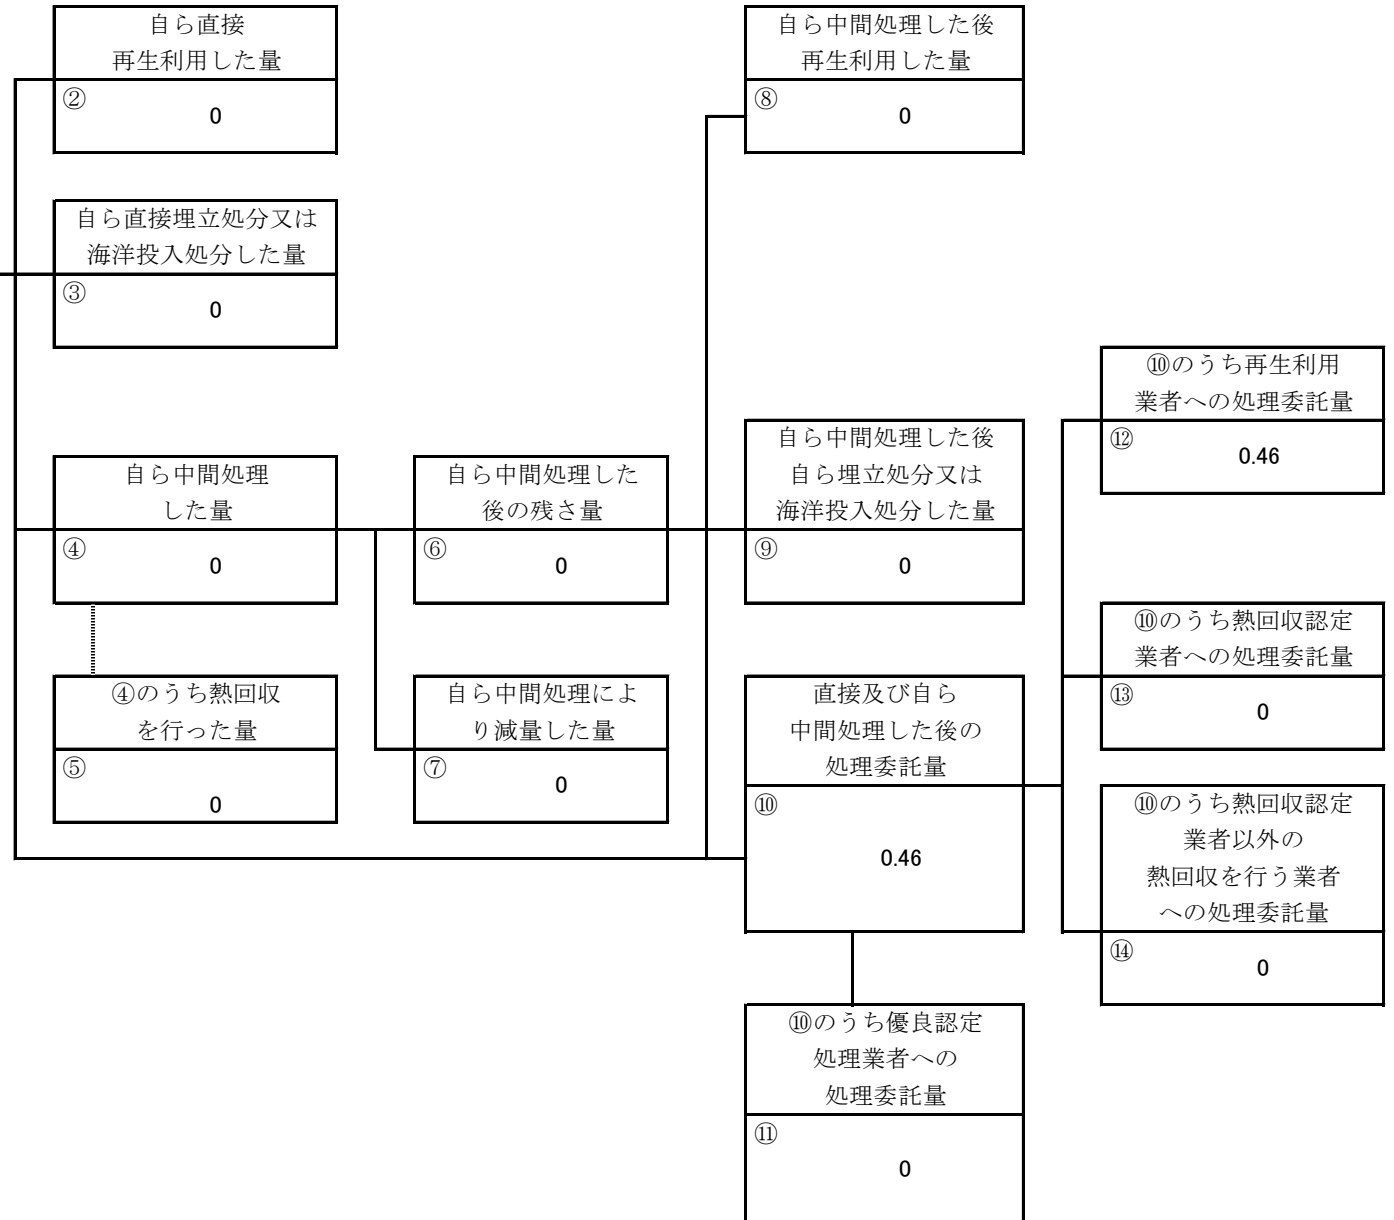 自ら直接
再生利用した量
②
0
自ら直接埋立処分又は
海洋投入処分した量
③
0
自ら中間処理
した量
④
0
④のうち熱回収
を行った量
⑤
0
自ら中間処理した
後の残さ量
⑥
0
自ら中間処理によ
り減量した量
⑦
0
自ら中間処理した後
再生利用した量
⑧
0
自ら中間処理した後
自ら埋立処分又は
海洋投入処分した量
⑨
0
直接及び自ら
中間処理した後の
処理委託量
⑩
0.46
⑩のうち優良認定
処理業者への
処理委託量
⑪
0
⑩のうち再生利用
業者への処理委託量
⑫
0.46
⑩のうち熱回収認定
業者への処理委託量
⑬
0
⑩のうち熱回収認定
業者以外の
熱回収を行う業者
への処理委託量
⑭
0